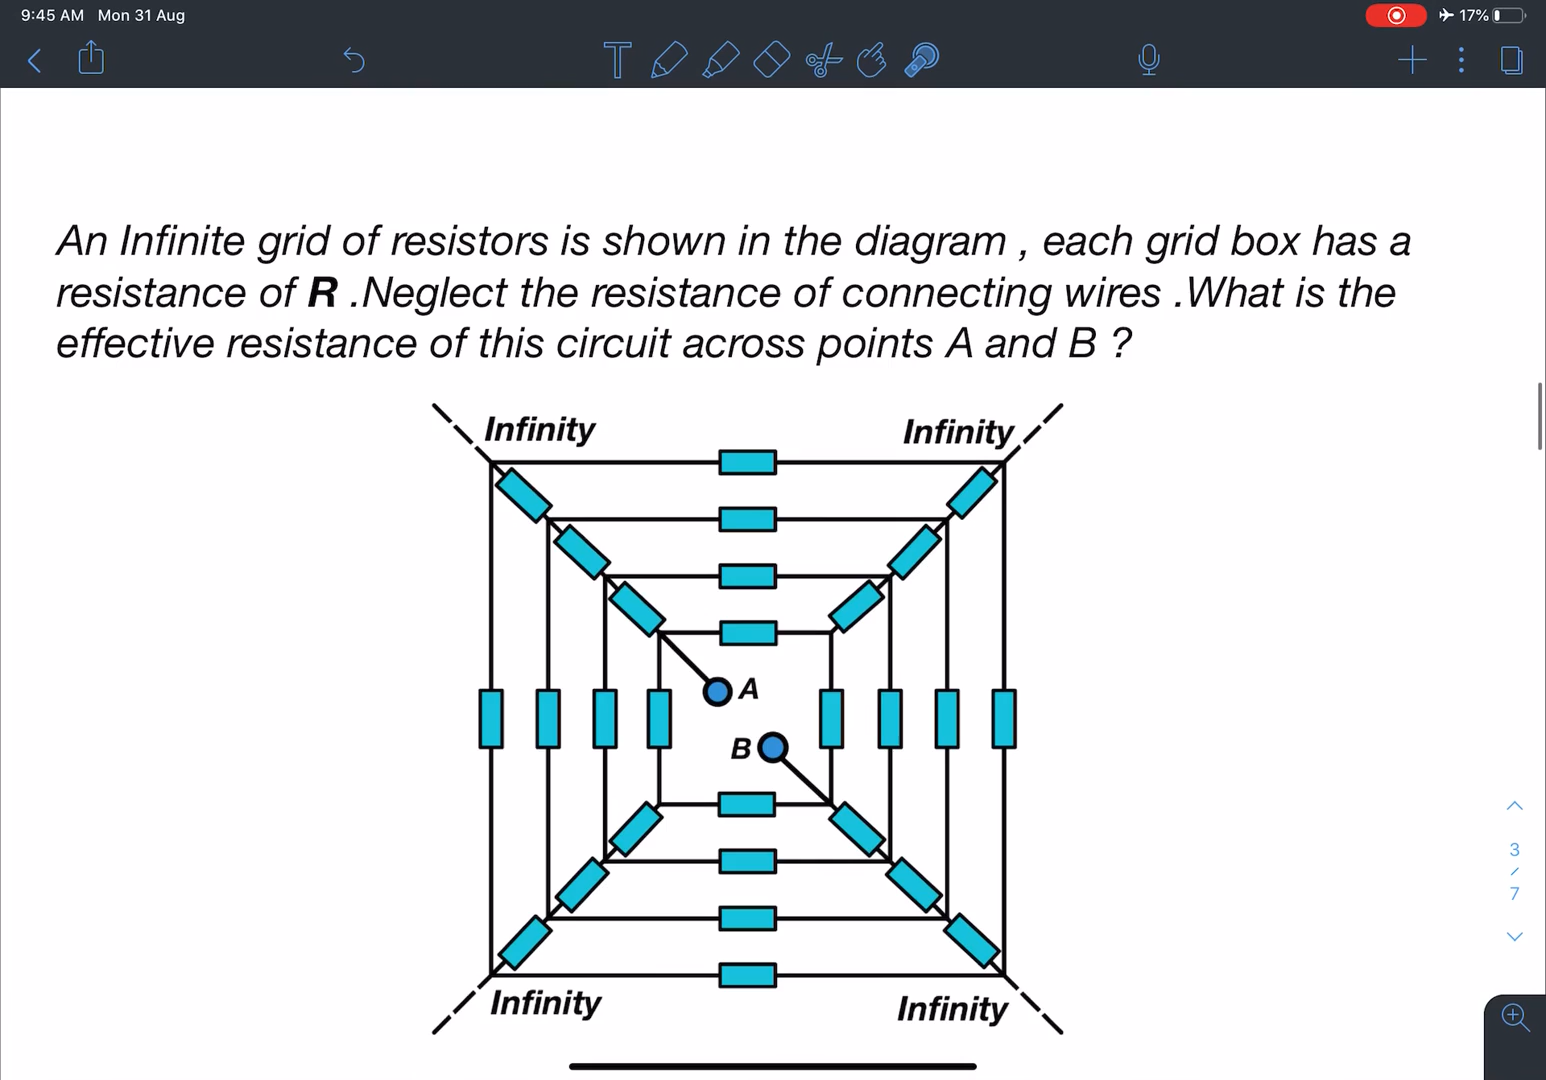 9:45 AM Mon 31 Aug
17%
T
An Infinite grid of resistors is shown in the diagram , each grid box has a
resistance of R .Neglect the resistance of connecting wires .What is the
effective resistance of this circuit across points A and B ?
Infinity
Infinity
A
B
3
/
7
Infinity
Infinity